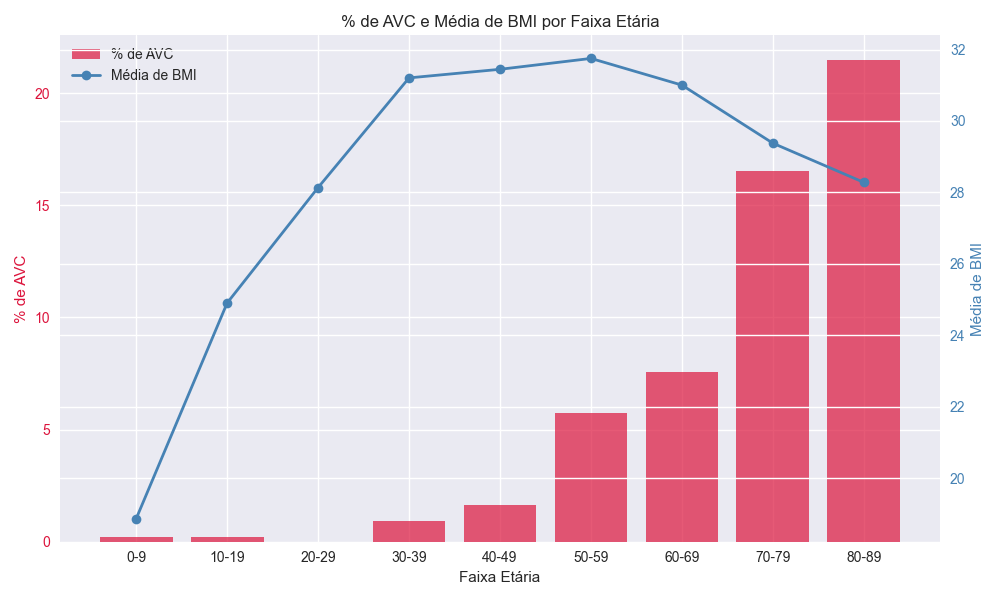 % de AVC e Média de BMI por Faixa Etária
% de AVC
Média de BMI
% de AVC
20
15
10
5
0
32
30
28
26
24
22
20
Média de BMI
0-9 10-19 20-29 30-39 40-49 50-59 60-69 70-79 80-89
Faixa Etária